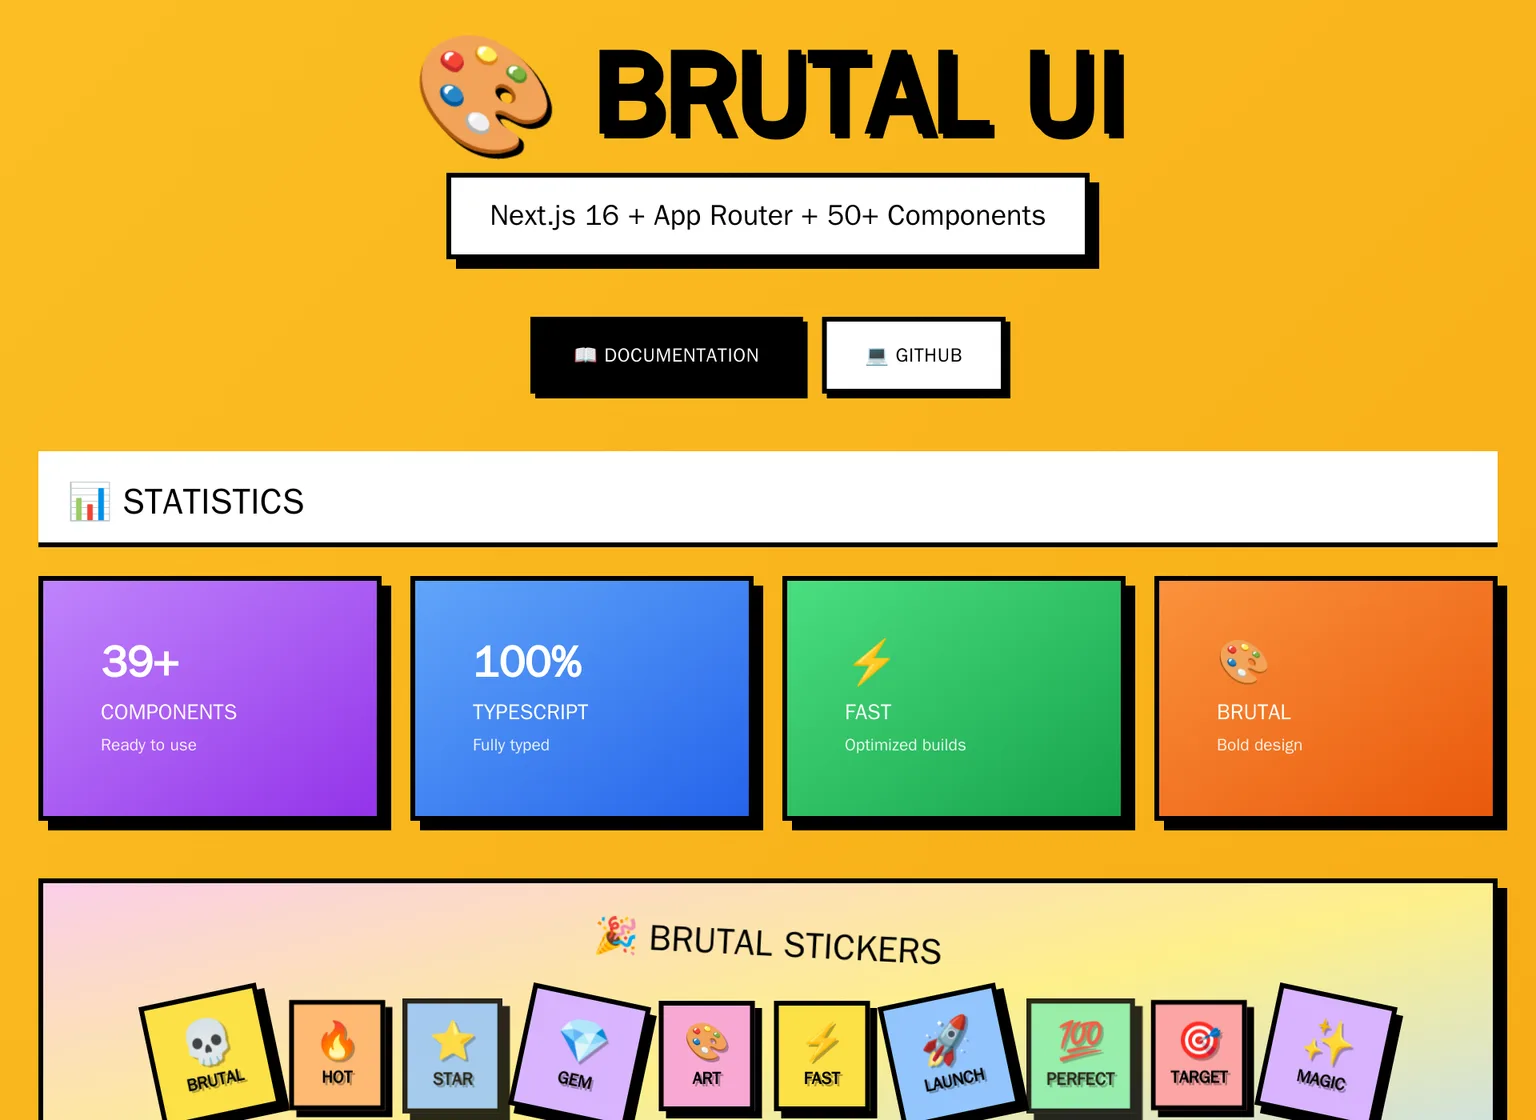 BRUTAL UI
Next.js 16 + App Router + 50+ Components
DOCUMENTATION
GITHUB
STATISTICS
39+
COMPONENTS
Ready to use
100%
TYPESCRIPT
Fully typed
FAST
Optimized builds
BRUTAL
Bold design
BRUTAL STICKERS
BRUTAL
HOT
STAR
GEM
ART
FAST
LAUNCH
100
PERFECT
TARGET
MAGIC